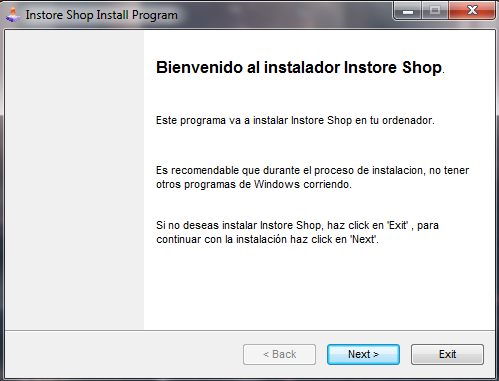 Instore Shop Install Program
Bienvenido al instalador Instore Shop.
Este programa va a instalar Instore Shop en tu ordenador.
Es recomendable que durante el proceso de instalacion, no tener
otros programas de Windows corriendo.
Si no deseas instalar Instore Shop, haz click en 'Exit' , para
continuar con la instalación haz click en 'Next'.
< Back
Next >
Exit